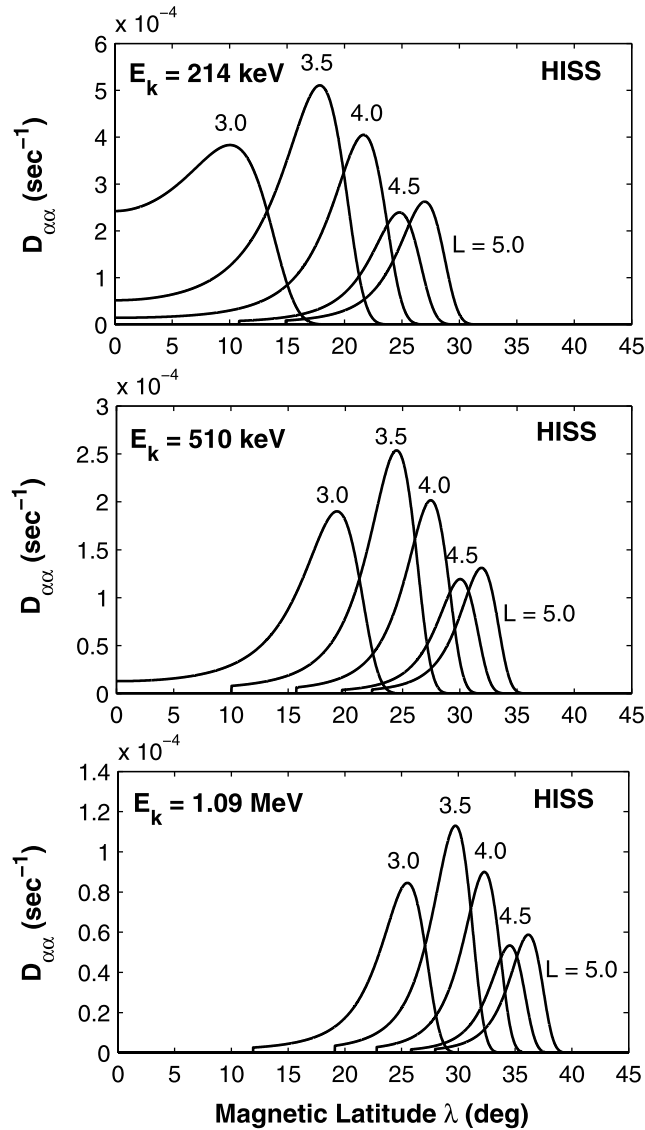 x 10⁻⁴
6
5
4
3
2
1
0
D_αα (sec⁻¹)
E_k = 214 keV
HISS
3.0
3.5
4.0
4.5
L = 5.0
0 5 10 15 20 25 30 35 40 45
x 10⁻⁴
3
2.5
2
1.5
1
0.5
0
D_αα (sec⁻¹)
E_k = 510 keV
HISS
3.0
3.5
4.0
4.5
L = 5.0
0 5 10 15 20 25 30 35 40 45
x 10⁻⁴
1.4
1.2
1
0.8
0.6
0.4
0.2
0
D_αα (sec⁻¹)
E_k = 1.09 MeV
HISS
3.0
3.5
4.0
4.5
L = 5.0
0 5 10 15 20 25 30 35 40 45
Magnetic Latitude λ (deg)